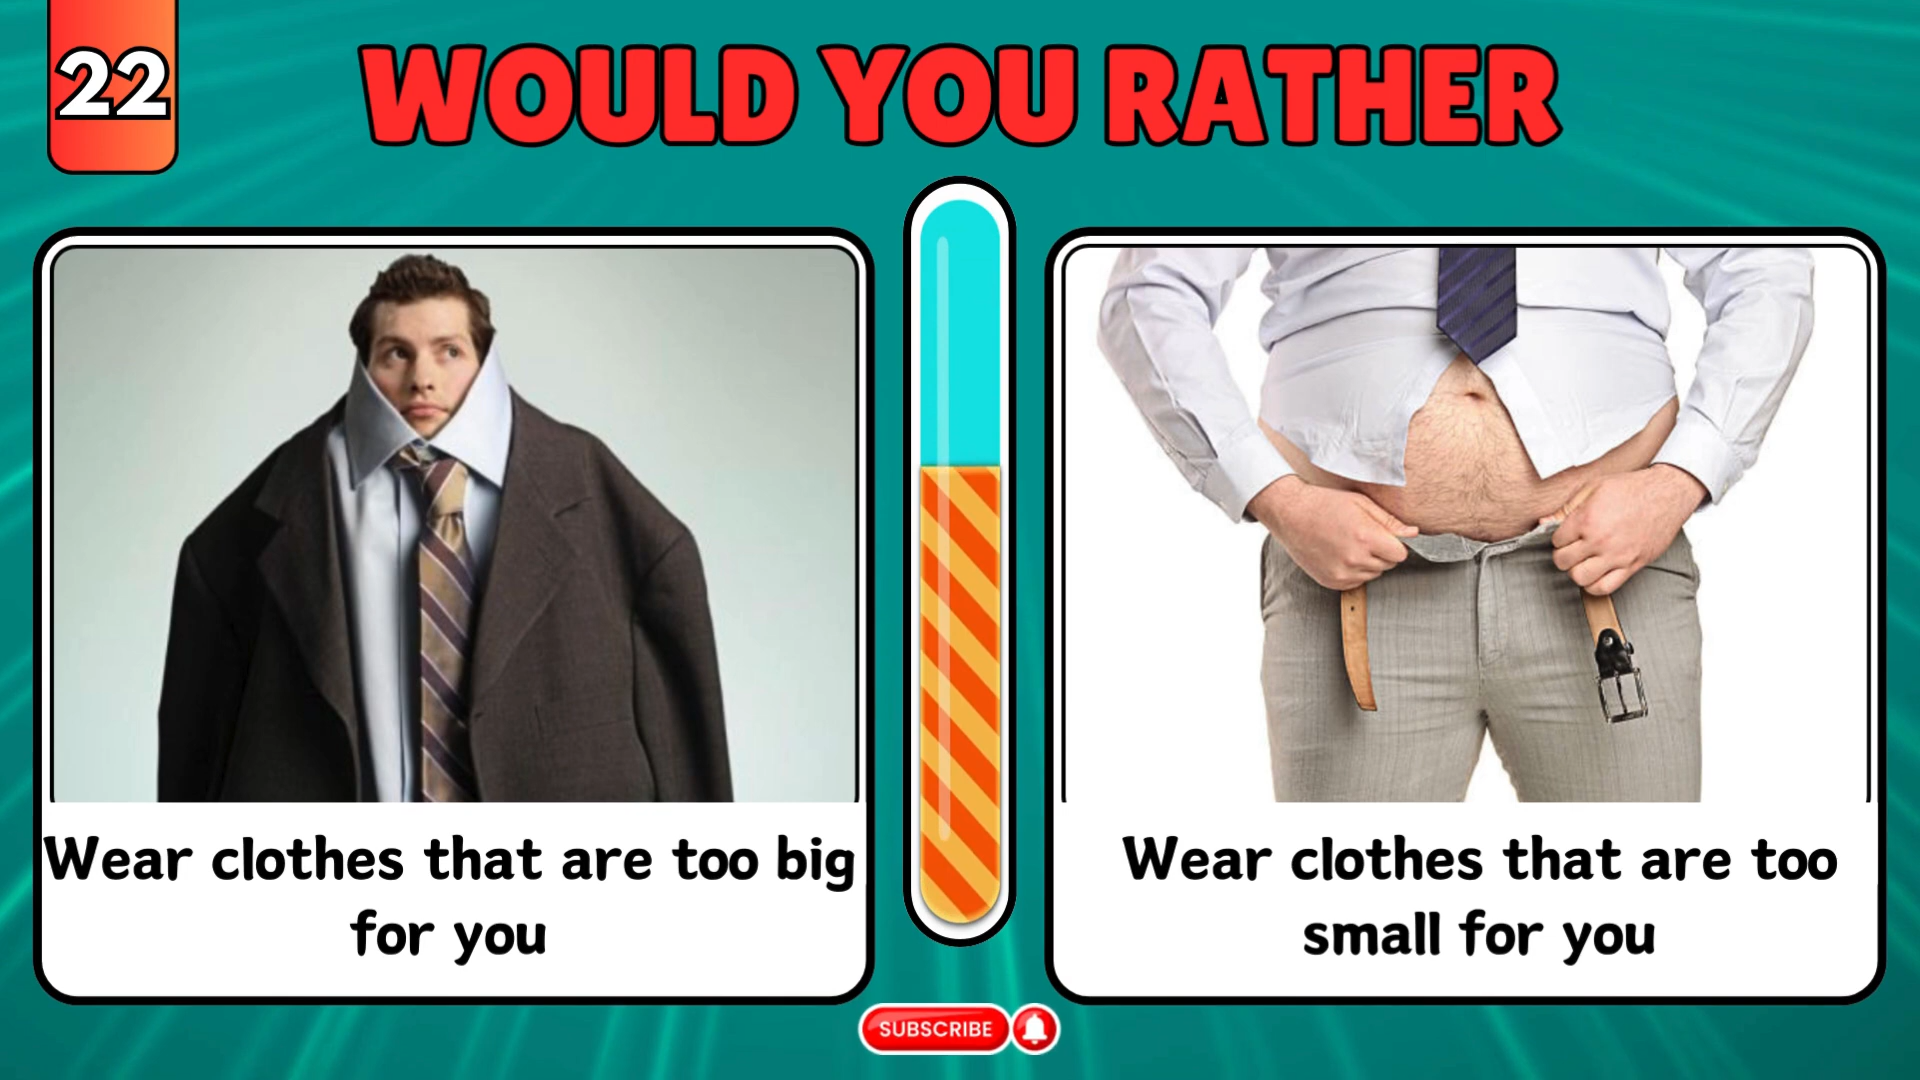 22
WOULD YOU RATHER
Wear clothes that are too big
for you
Wear clothes that are too
small for you
SUBSCRIBE